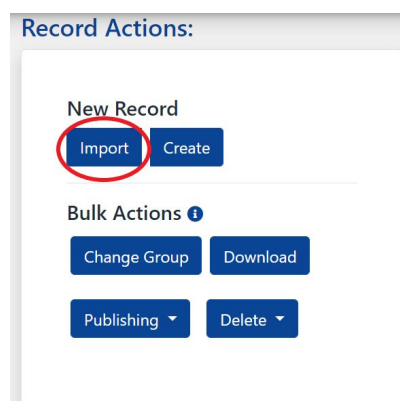 Record Actions:
New Record
Import Create
Bulk Actions
Change Group Download
Publishing Delete